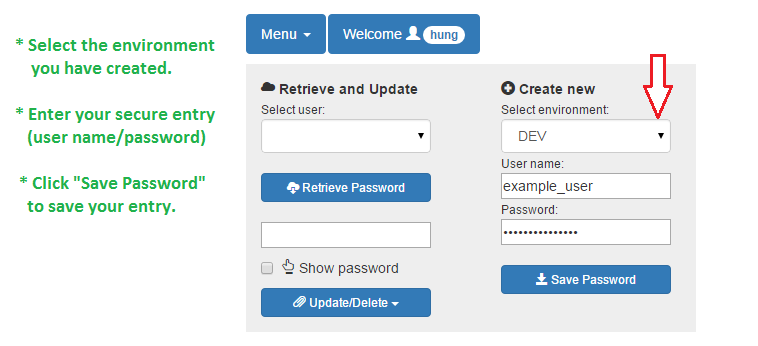 * Select the environment
you have created.
* Enter your secure entry
(user name/password)
* Click "Save Password"
to save your entry.
Menu
Welcome hung
Retrieve and Update
Select user:
Retrieve Password
Show password
Update/Delete
Create new
Select environment:
DEV
User name:
example_user
Password:
•••••••••••••••
Save Password